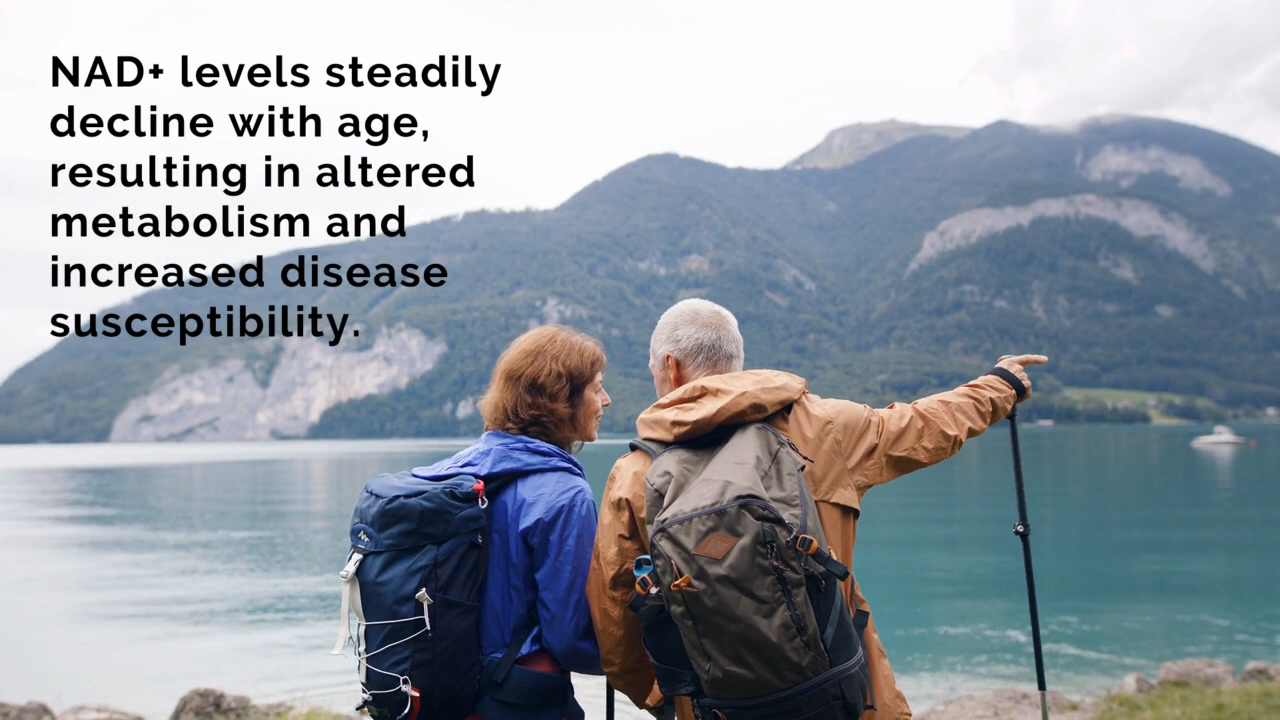 NAD+ levels steadily
decline with age,
resulting in altered
metabolism and
increased disease
susceptibility.